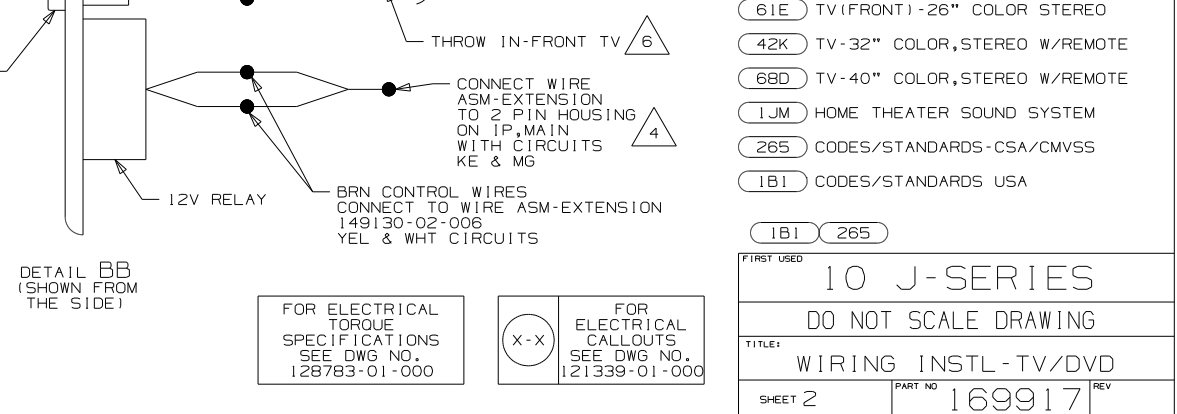 THROW IN-FRONT TV 6
CONNECT WIRE
ASM-EXTENSION
TO 2 PIN HOUSING
ON IP,MAIN
WITH CIRCUITS
KE & MG
4
12V RELAY
BRN CONTROL WIRES
CONNECT TO WIRE ASM-EXTENSION
149130-02-006
YEL & WHT CIRCUITS
DETAIL BB
(SHOWN FROM
THE SIDE)
FOR ELECTRICAL
TORQUE
SPECIFICATIONS
SEE DWG NO.
128783-01-000
X-X
FOR
ELECTRICAL
CALLOUTS
SEE DWG NO.
121339-01-000
61E TV(FRONT)-26" COLOR STEREO
42K TV-32" COLOR,STEREO W/REMOTE
68D TV-40" COLOR,STEREO W/REMOTE
1JM HOME THEATER SOUND SYSTEM
265 CODES/STANDARDS-CSA/CMVSS
1B1 CODES/STANDARDS USA
1B1 265
FIRST USED
10 J-SERIES
DO NOT SCALE DRAWING
TITLE:
WIRING INSTL-TV/DVD
SHEET 2
PART NO 169917
REV